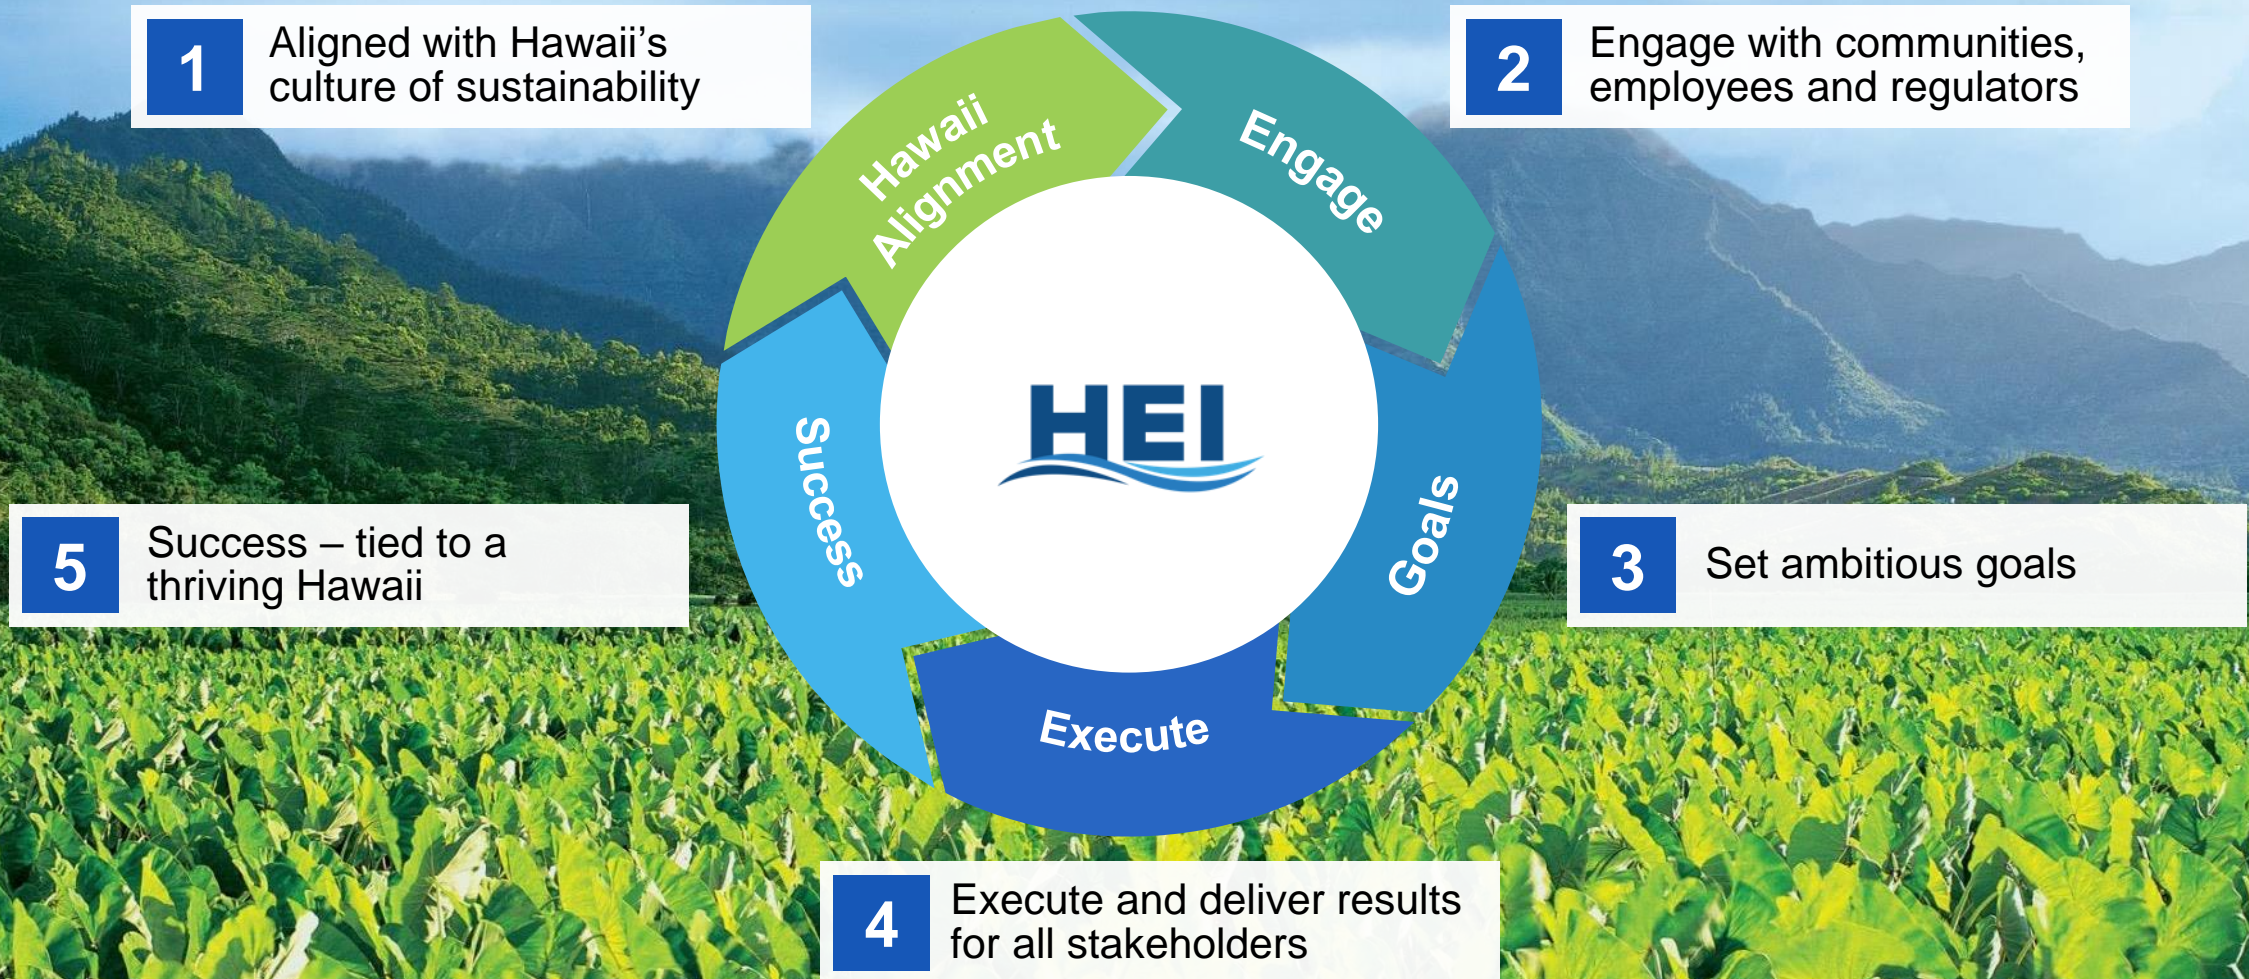 1
Aligned with Hawaii’s
culture of sustainability
2
Engage with communities,
employees and regulators
Hawaii
Alignment
Engage
Success
HEI
Goals
5
Success – tied to a
thriving Hawaii
3
Set ambitious goals
Execute
4
Execute and deliver results
for all stakeholders